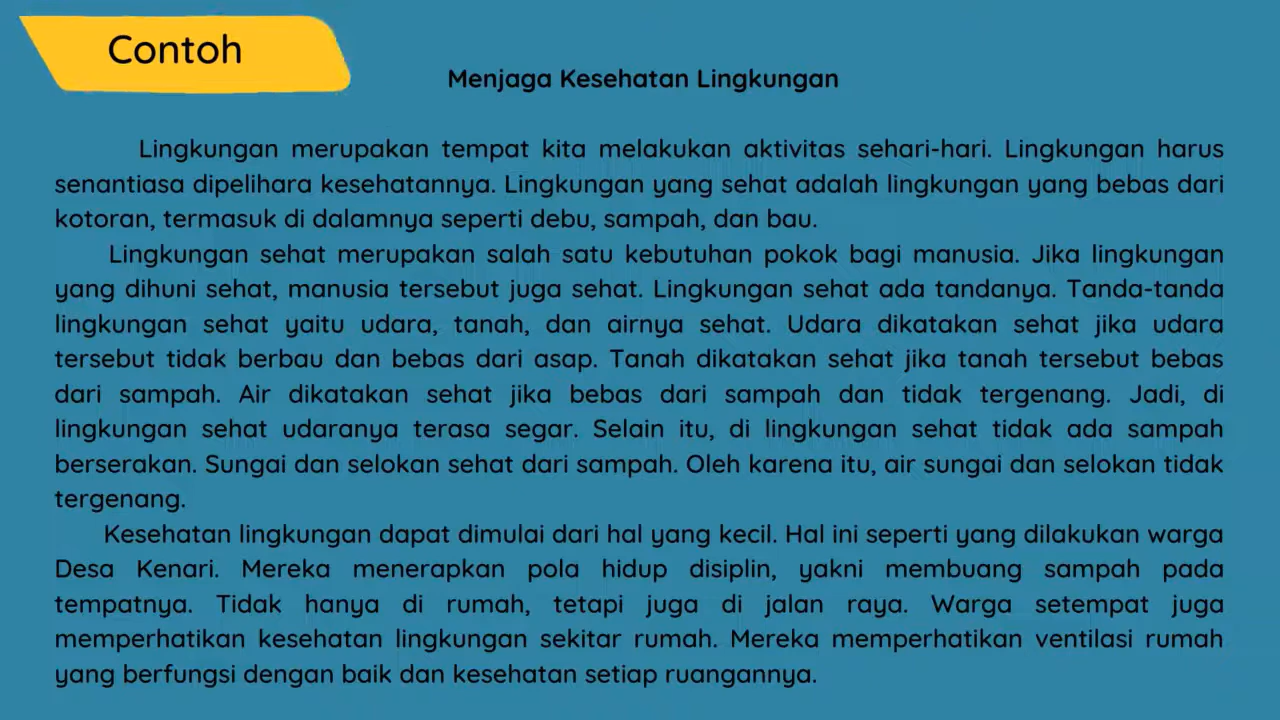 Contoh
Menjaga Kesehatan Lingkungan
Lingkungan merupakan tempat kita melakukan aktivitas sehari-hari. Lingkungan harus
senantiasa dipelihara kesehatannya. Lingkungan yang sehat adalah lingkungan yang bebas dari
kotoran, termasuk di dalamnya seperti debu, sampah, dan bau.
Lingkungan sehat merupakan salah satu kebutuhan pokok bagi manusia. Jika lingkungan
yang dihuni sehat, manusia tersebut juga sehat. Lingkungan sehat ada tandanya. Tanda-tanda
lingkungan sehat yaitu udara, tanah, dan airnya sehat. Udara dikatakan sehat jika udara
tersebut tidak berbau dan bebas dari asap. Tanah dikatakan sehat jika tanah tersebut bebas
dari sampah. Air dikatakan sehat jika bebas dari sampah dan tidak tergenang. Jadi, di
lingkungan sehat udaranya terasa segar. Selain itu, di lingkungan sehat tidak ada sampah
berserakan. Sungai dan selokan sehat dari sampah. Oleh karena itu, air sungai dan selokan tidak
tergenang.
Kesehatan lingkungan dapat dimulai dari hal yang kecil. Hal ini seperti yang dilakukan warga
Desa Kenari. Mereka menerapkan pola hidup disiplin, yakni membuang sampah pada
tempatnya. Tidak hanya di rumah, tetapi juga di jalan raya. Warga setempat juga
memperhatikan kesehatan lingkungan sekitar rumah. Mereka memperhatikan ventilasi rumah
yang berfungsi dengan baik dan kesehatan setiap ruangannya.